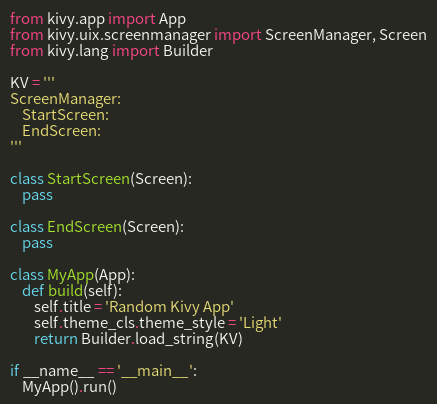 from kivy.app import App
from kivy.uix.screenmanager import ScreenManager, Screen
from kivy.lang import Builder

KV = '''
ScreenManager:
    StartScreen:
    EndScreen:
'''

class StartScreen(Screen):
    pass

class EndScreen(Screen):
    pass

class MyApp(App):
    def build(self):
        self.title = 'Random Kivy App'
        self.theme_cls.theme_style = 'Light'
        return Builder.load_string(KV)

if __name__ == '__main__':
    MyApp().run()